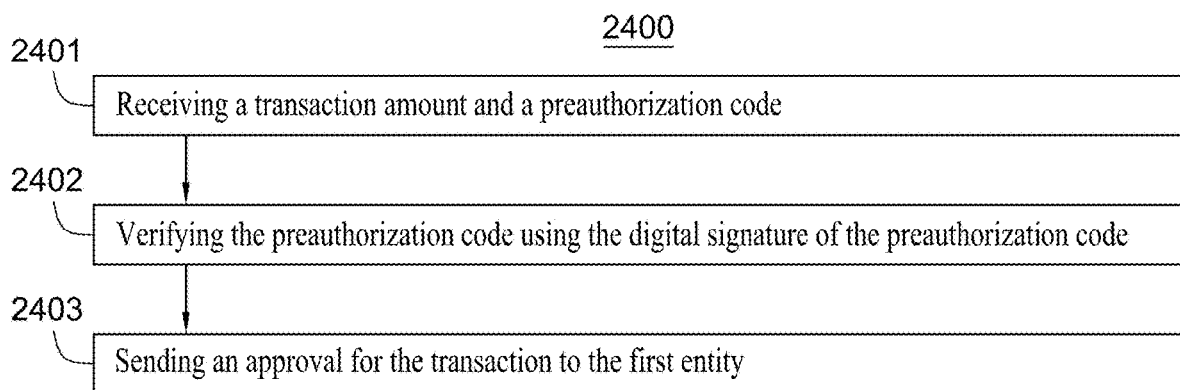 2400
2401
Receiving a transaction amount and a preauthorization code
2402
Verifying the preauthorization code using the digital signature of the preauthorization code
2403
Sending an approval for the transaction to the first entity